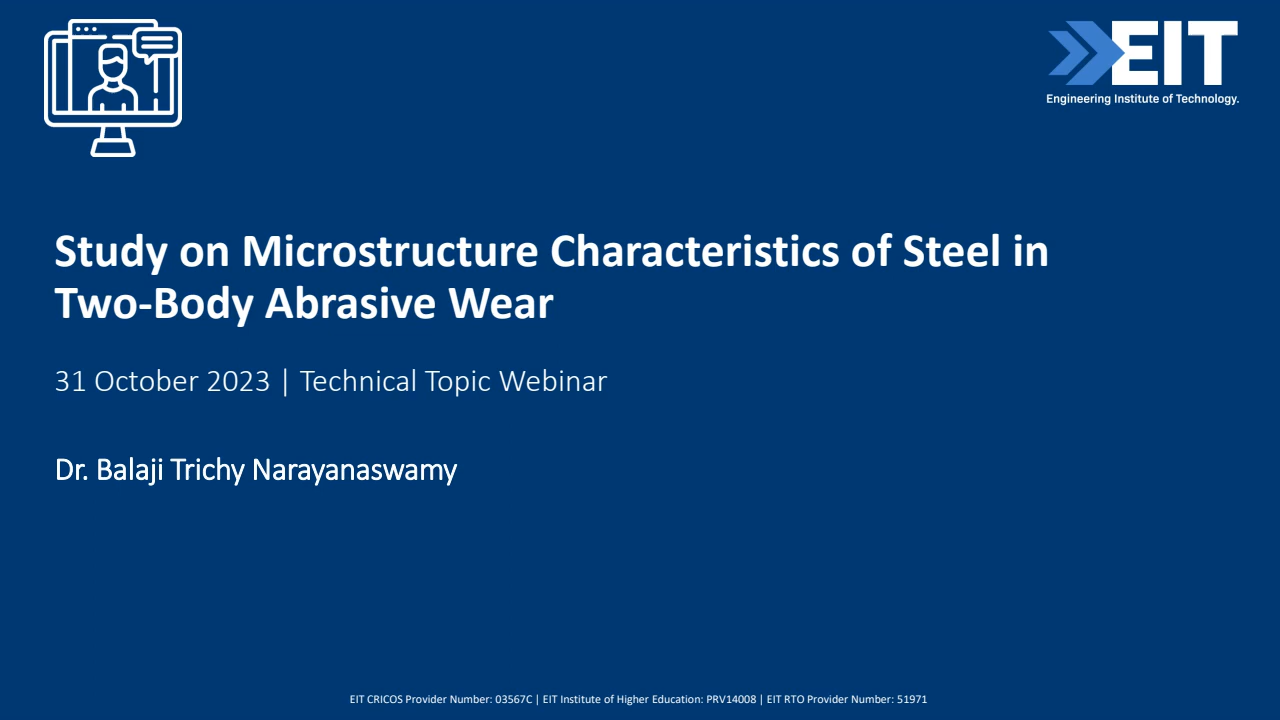 EIT
Engineering Institute of Technology.
Study on Microstructure Characteristics of Steel in
Two-Body Abrasive Wear
31 October 2023 | Technical Topic Webinar
Dr. Balaji Trichy Narayanaswamy
EIT CRICOS Provider Number: 03567C | EIT Institute of Higher Education: PRV14008 | EIT RTO Provider Number: 51971